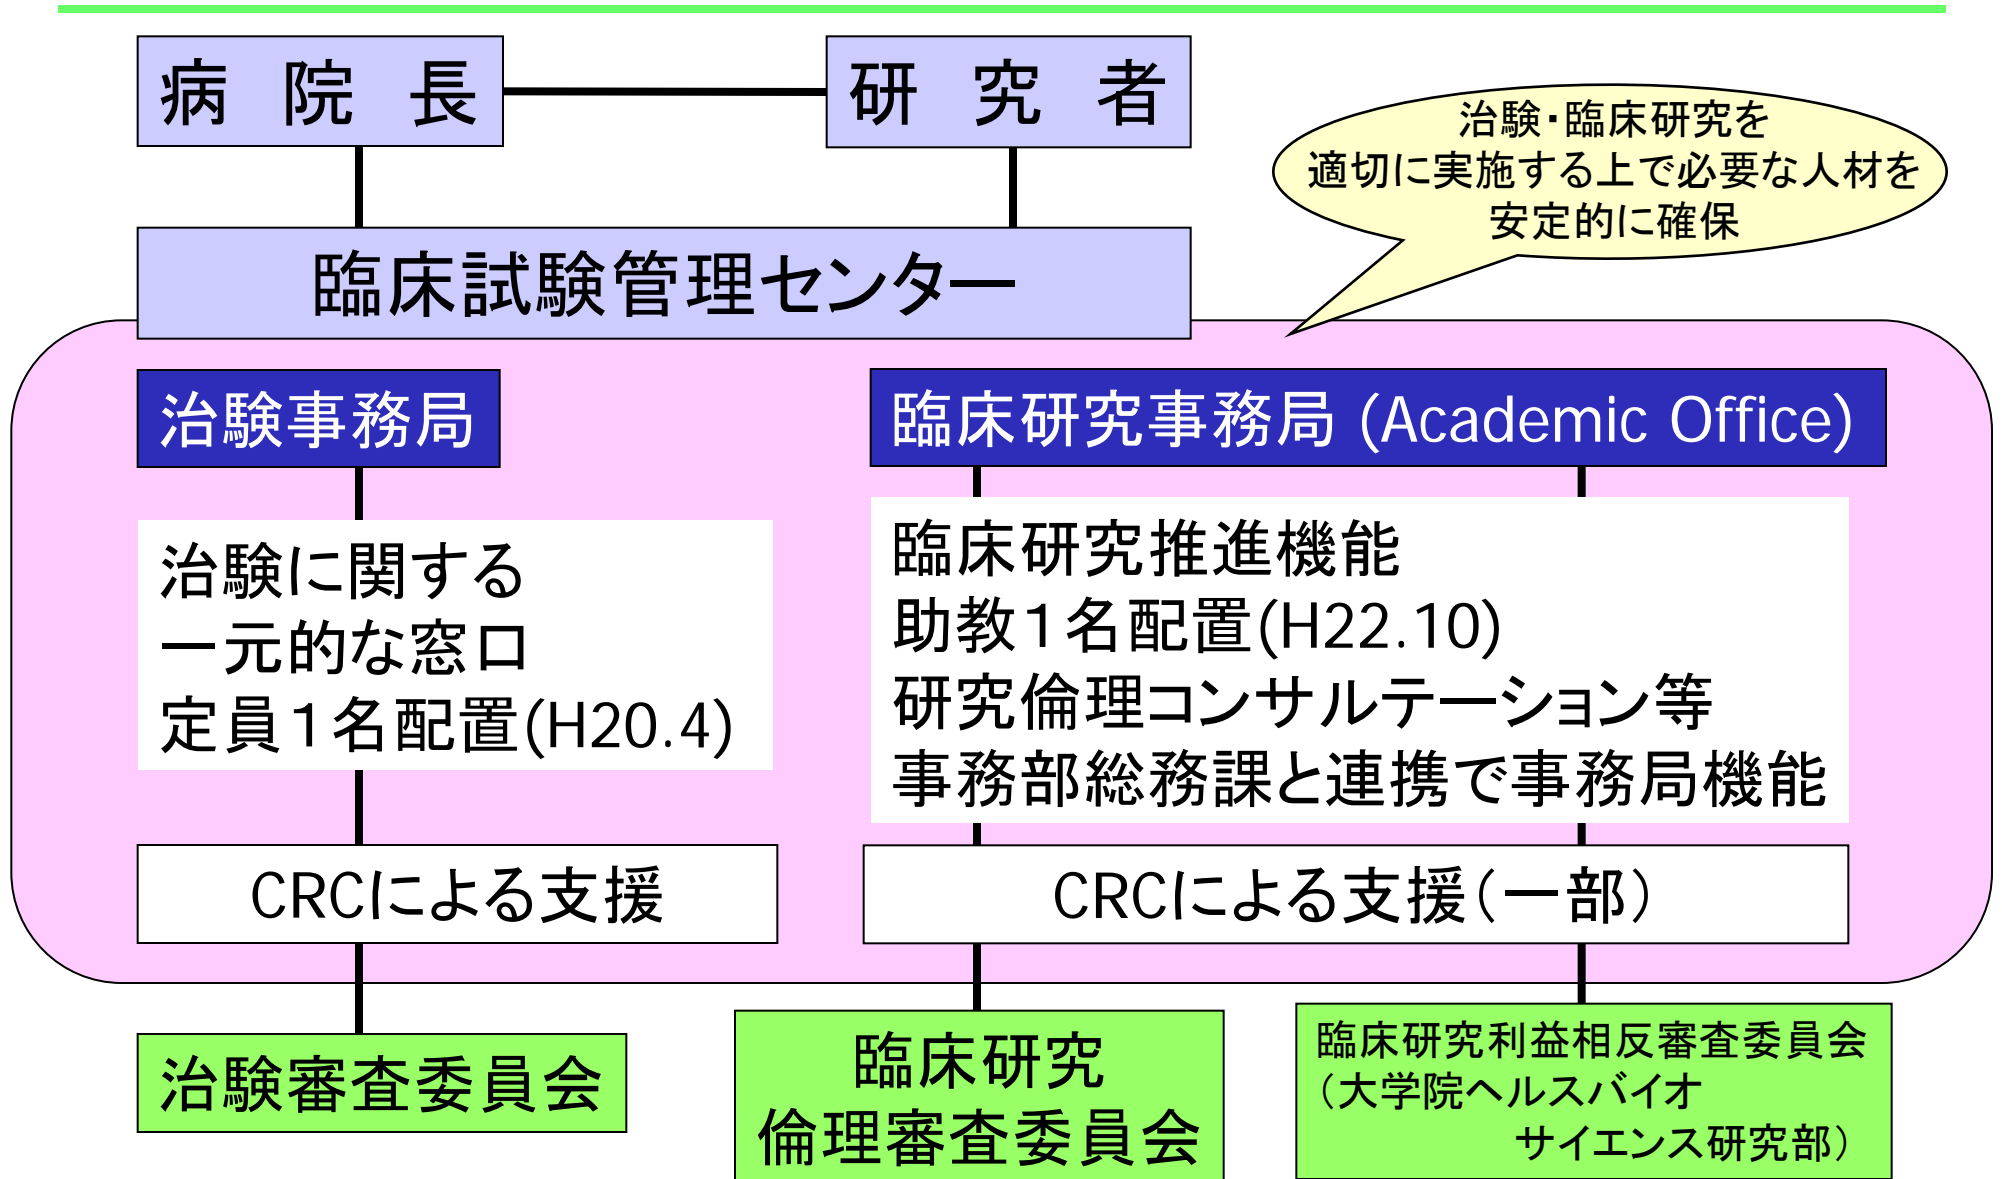 病　院　長
研　究　者
治験・臨床研究を
適切に実施する上で必要な人材を
安定的に確保
臨床試験管理センター
治験事務局
臨床研究事務局 (Academic Office)
治験に関する
一元的な窓口
定員１名配置(H20.4)
臨床研究推進機能
助教１名配置(H22.10)
研究倫理コンサルテーション等
事務部総務課と連携で事務局機能
CRCによる支援
CRCによる支援（一部）
治験審査委員会
臨床研究
倫理審査委員会
臨床研究利益相反審査委員会
（大学院ヘルスバイオ
サイエンス研究部）